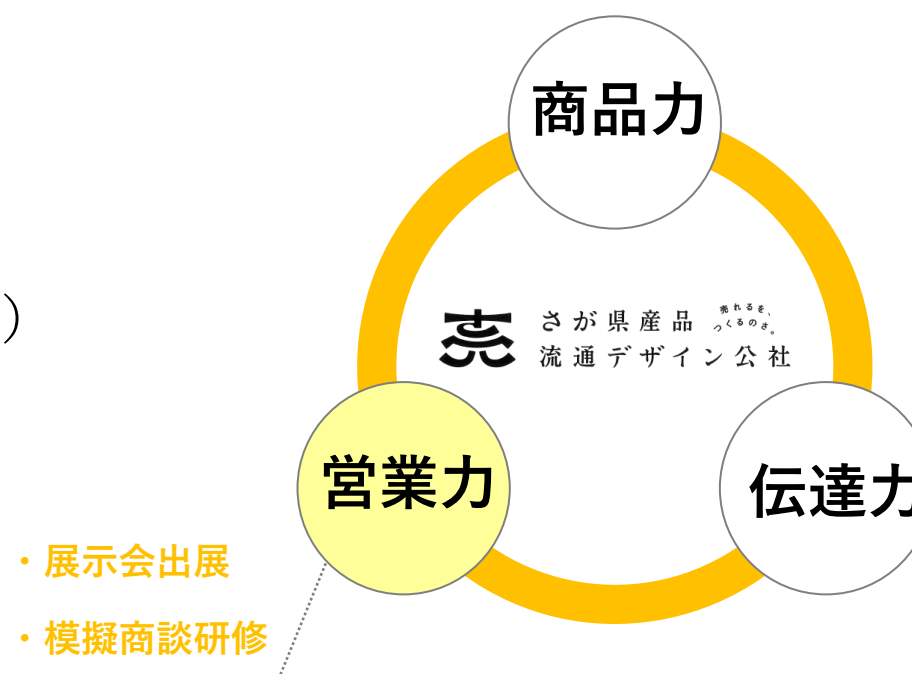 商品力
）
売 さが県産品 売れるを、
つくるのさ。
流通デザイン公社
営業力
伝達力
・展示会出展
・模擬商談研修